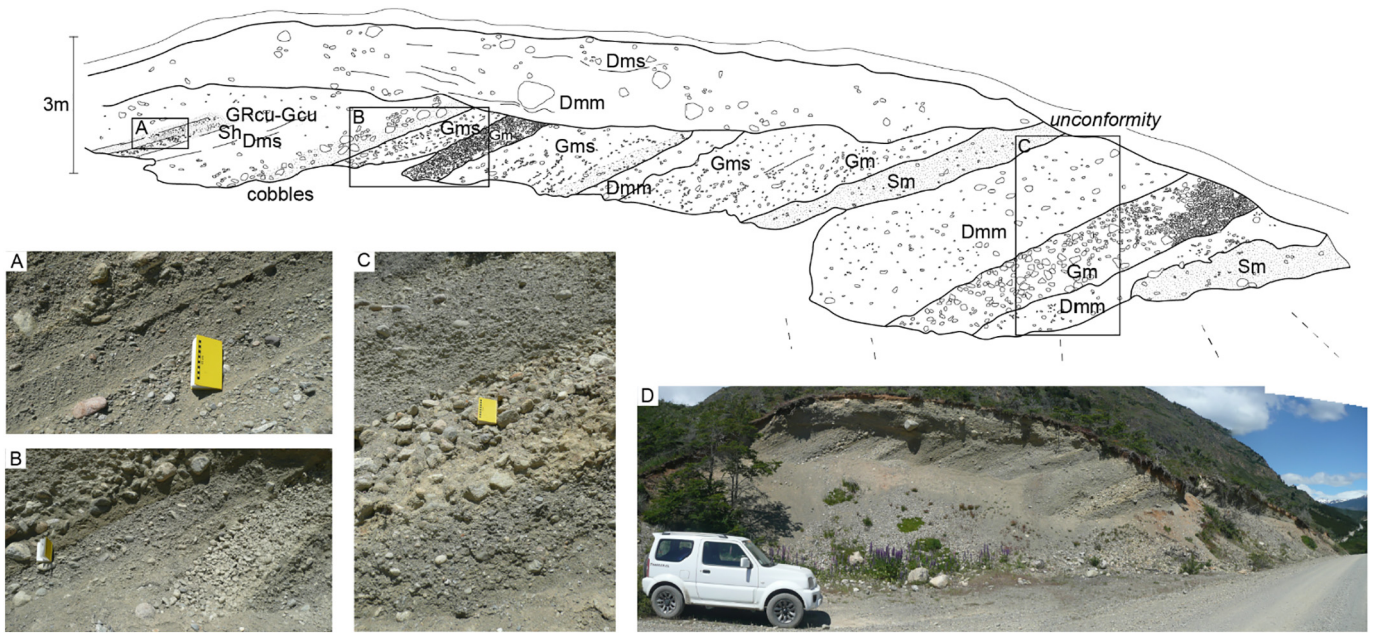 3m
Dms
Dmm
unconformity
A
GRcu-Gcu
Sh
Dms
cobbles
B
Gms
Gm
Gms
Dmm
Gms
Gm
Sm
C
Dmm
Gm
Dmm
Sm
A
B
C
D